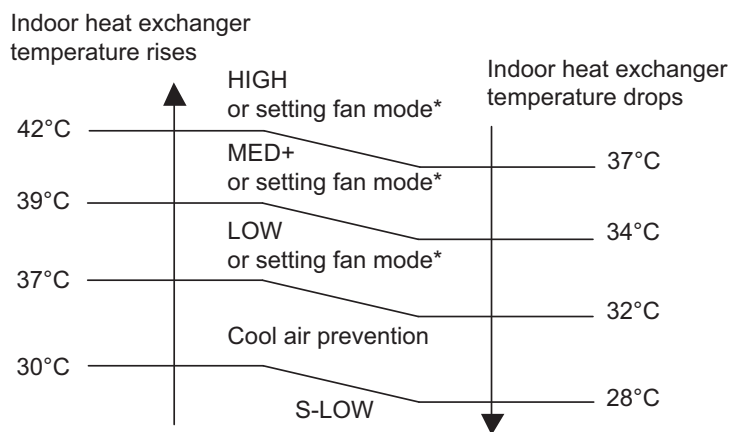 Indoor heat exchanger
temperature rises
Indoor heat exchanger
temperature drops
HIGH
or setting fan mode*
42°C
37°C
MED+
or setting fan mode*
39°C
34°C
LOW
or setting fan mode*
37°C
32°C
Cool air prevention
30°C
28°C
S-LOW